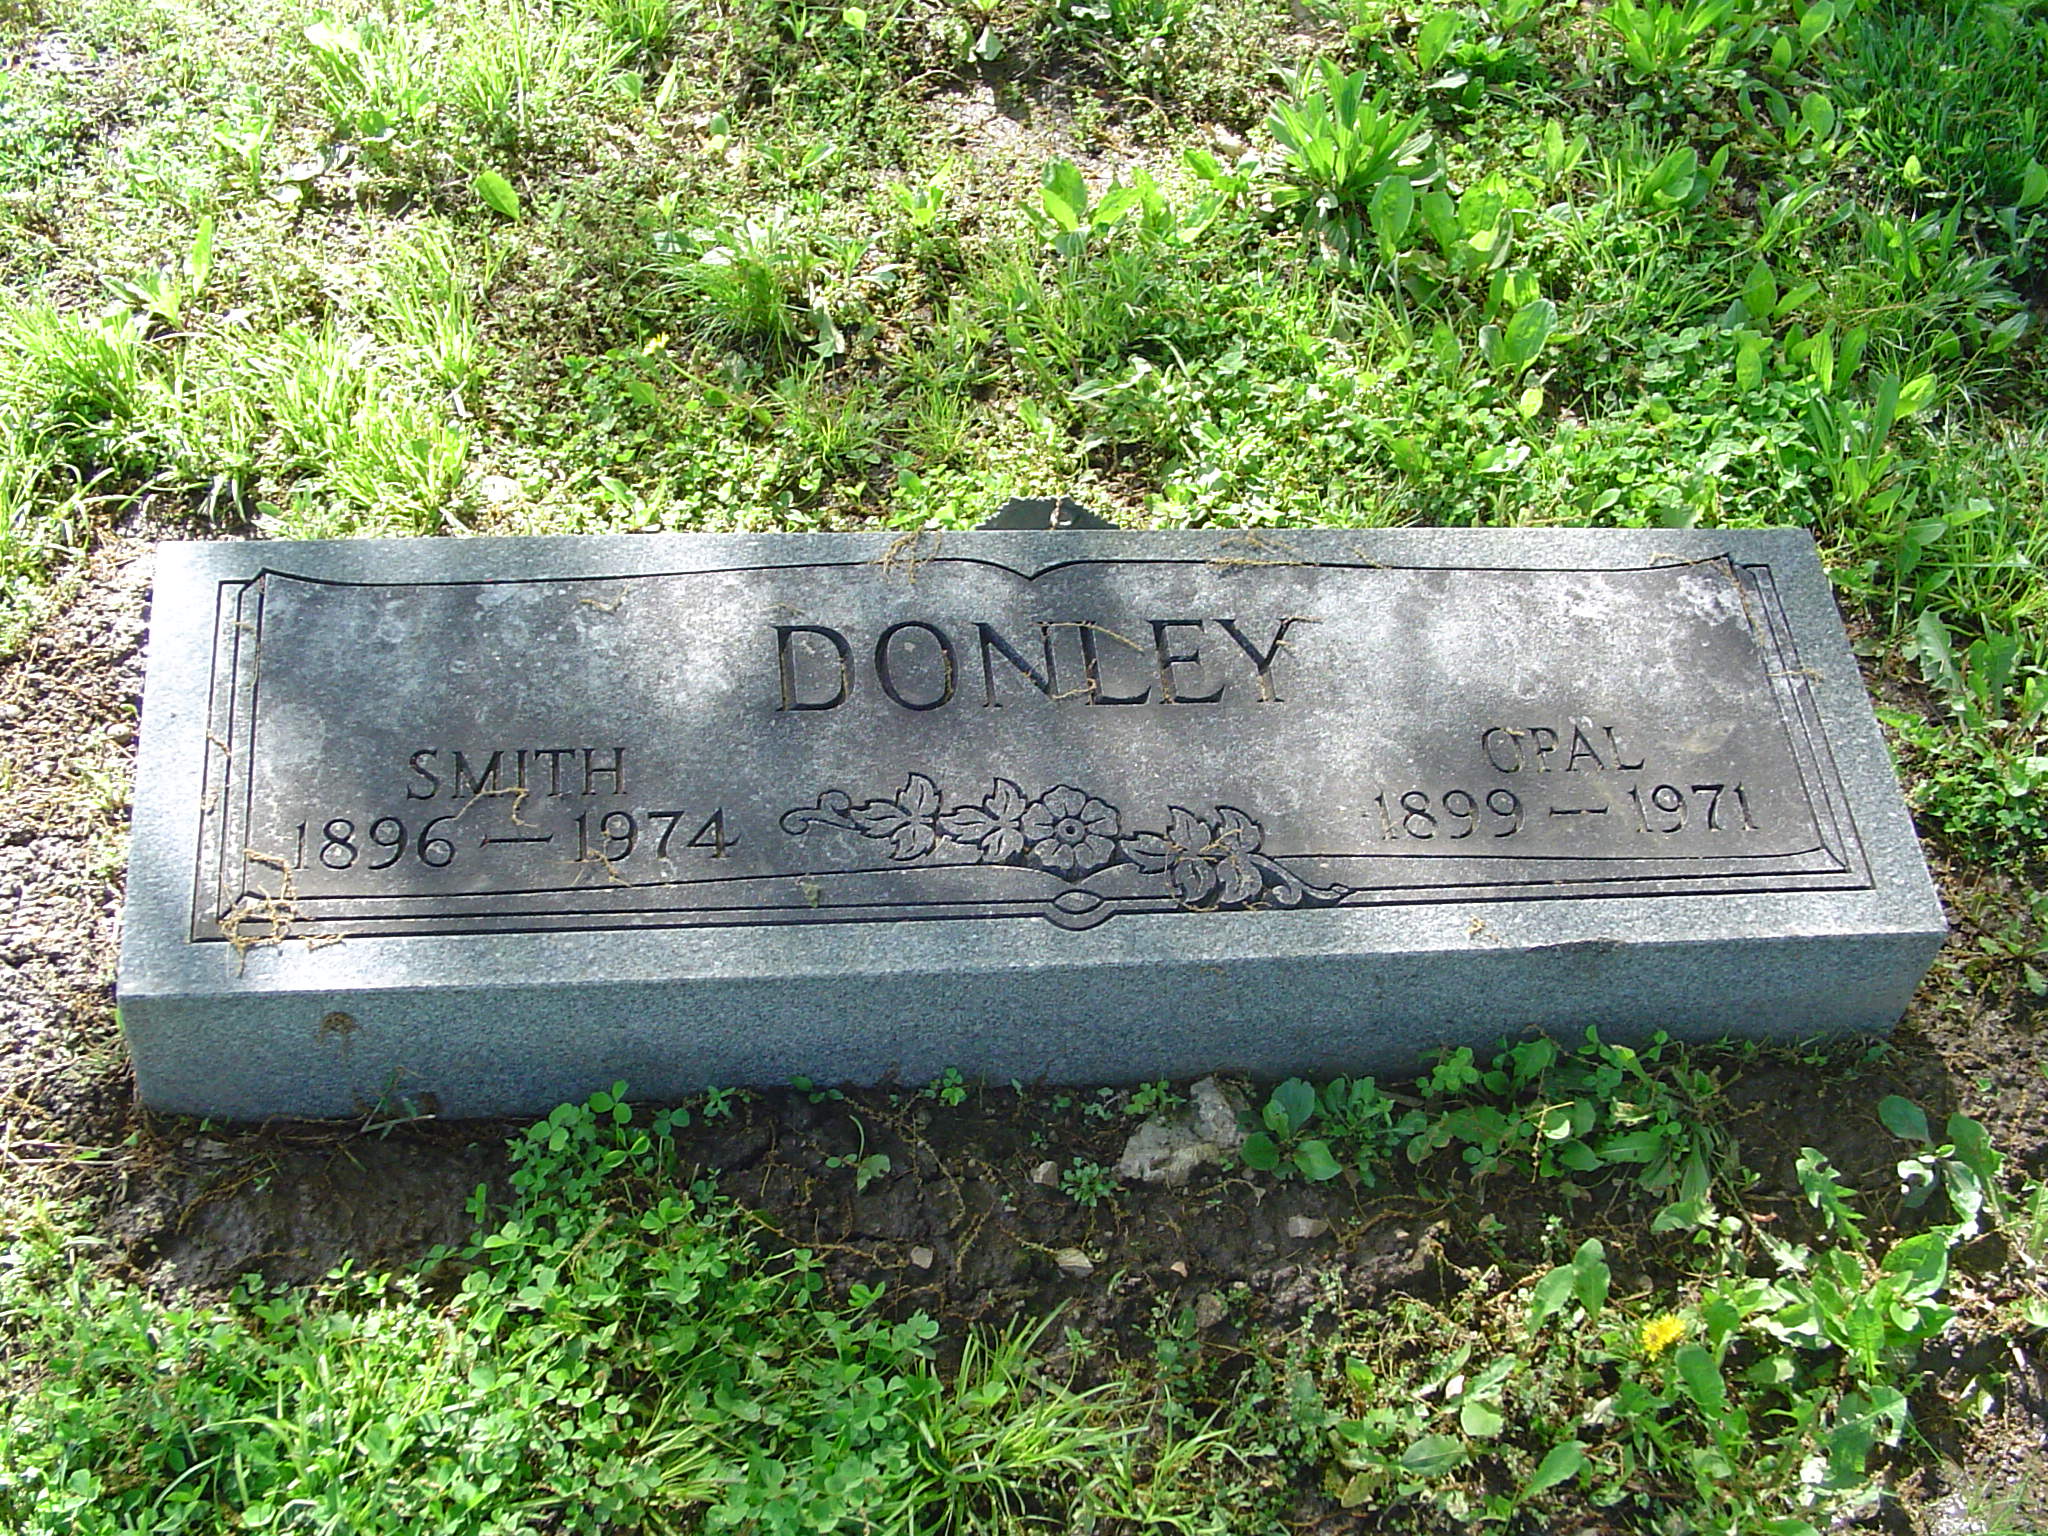 DONLEY
SMITH
1896 — 1974
OPAL
1899 — 1971